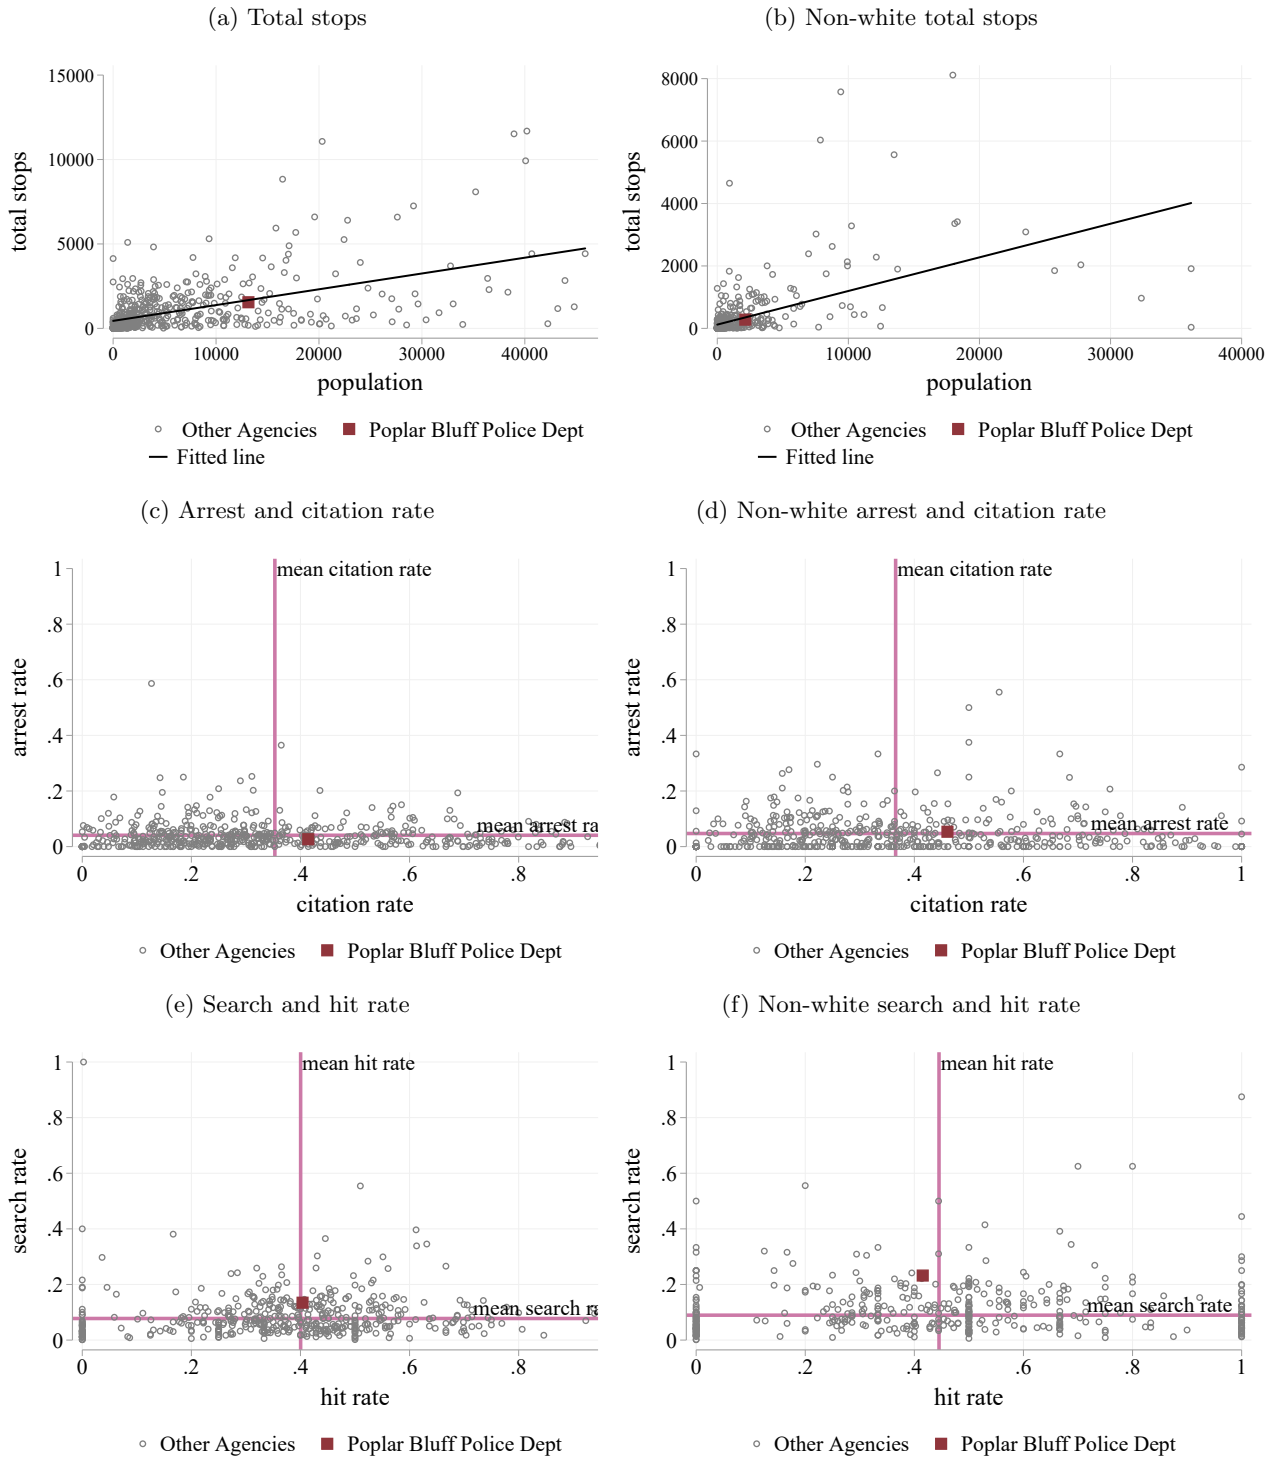 (a) Total stops
(b) Non-white total stops
total stops
15000
10000
5000
0
0 10000 20000 30000 40000
population
Other Agencies Poplar Bluff Police Dept
Fitted line
total stops
8000
6000
4000
2000
0
0 10000 20000 30000 40000
population
Other Agencies Poplar Bluff Police Dept
Fitted line
(c) Arrest and citation rate
(d) Non-white arrest and citation rate
arrest rate
1
.8
.6
.4
.2
0
mean citation rate
mean arrest ra
0 .2 .4 .6 .8
citation rate
Other Agencies Poplar Bluff Police Dept
arrest rate
1
.8
.6
.4
.2
0
mean citation rate
mean arrest rate
0 .2 .4 .6 .8 1
citation rate
Other Agencies Poplar Bluff Police Dept
(e) Search and hit rate
(f) Non-white search and hit rate
search rate
1
.8
.6
.4
.2
0
mean hit rate
mean search ra
0 .2 .4 .6 .8
hit rate
Other Agencies Poplar Bluff Police Dept
search rate
1
.8
.6
.4
.2
0
mean hit rate
mean search rate
0 .2 .4 .6 .8 1
hit rate
Other Agencies Poplar Bluff Police Dept